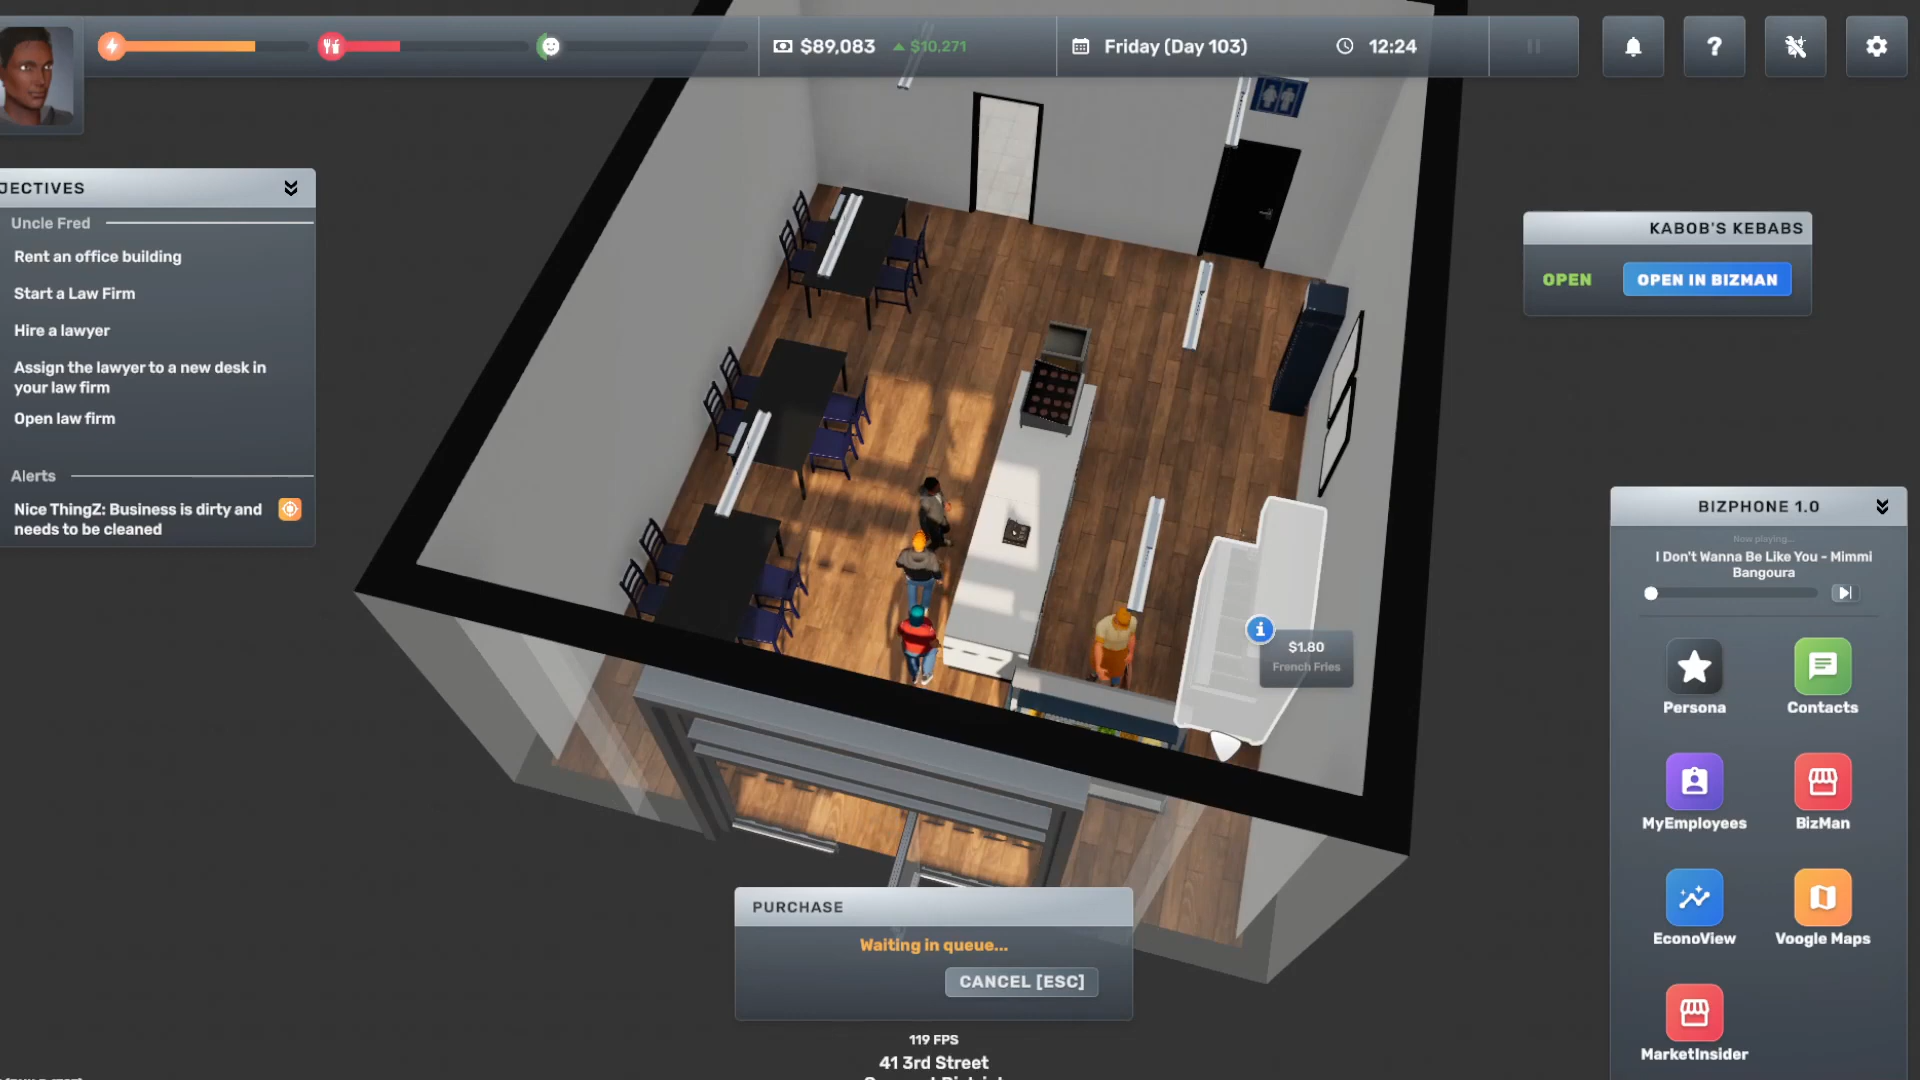 $89,083
$10,271
Friday (Day 103)
12:24
?
JECTIVES
Uncle Fred
Rent an office building
Start a Law Firm
Hire a lawyer
Assign the lawyer to a new desk in
your law firm
Open law firm
Alerts
Nice ThingZ: Business is dirty and
needs to be cleaned
KABOB'S KEBABS
OPEN
OPEN IN BIZMAN
i
$1.80
French Fries
BIZPHONE 1.0
Now playing...
I Don't Wanna Be Like You - Mimmi
Bangoura
Persona
Contacts
MyEmployees
BizMan
EconoView
Voogle Maps
MarketInsider
PURCHASE
Waiting in queue...
CANCEL [ESC]
119 FPS
41 3rd Street